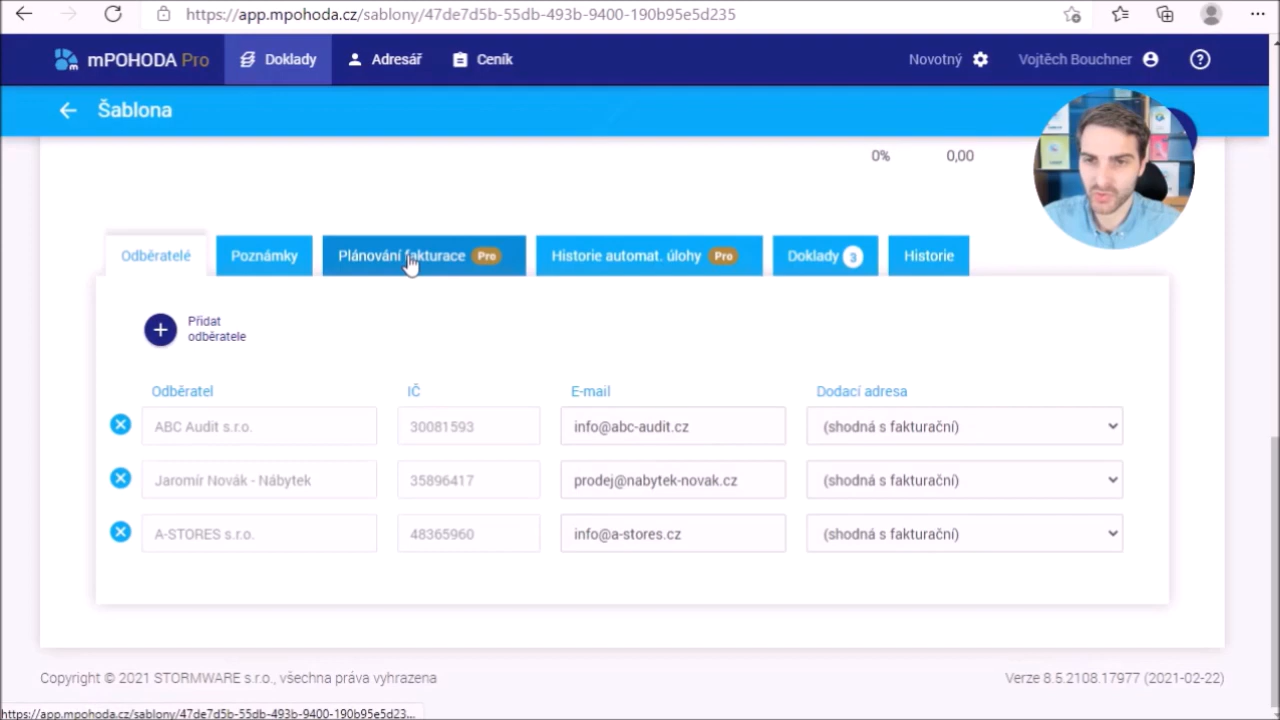 https://app.mpohoda.cz/sablony/47de7d5b-55db-493b-9400-190b95e5d235
mPOHODA Pro
Doklady
Adresář
Ceník
Novotný
Vojtěch Bouchner
Šablona
0%
0,00
Odběratelé
Poznámky
Plánování fakturace Pro
Historie automat. úlohy Pro
Doklady 3
Historie
Přidat
odběratele
Odběratel
IČ
E-mail
Dodací adresa
ABC Audit s.r.o.
30081593
info@abc-audit.cz
(shodná s fakturační)
Jaromír Novák - Nábytek
35896417
prodej@nabytek-novak.cz
(shodná s fakturační)
A-STORES s.r.o.
48365960
info@a-stores.cz
(shodná s fakturační)
Copyright © 2021 STORMWARE s.r.o., všechna práva vyhrazena
Verze 8.5.2108.17977 (2021-02-22)
https://app.mpohoda.cz/sablony/47de7d5b-55db-493b-9400-190b95e5d23...